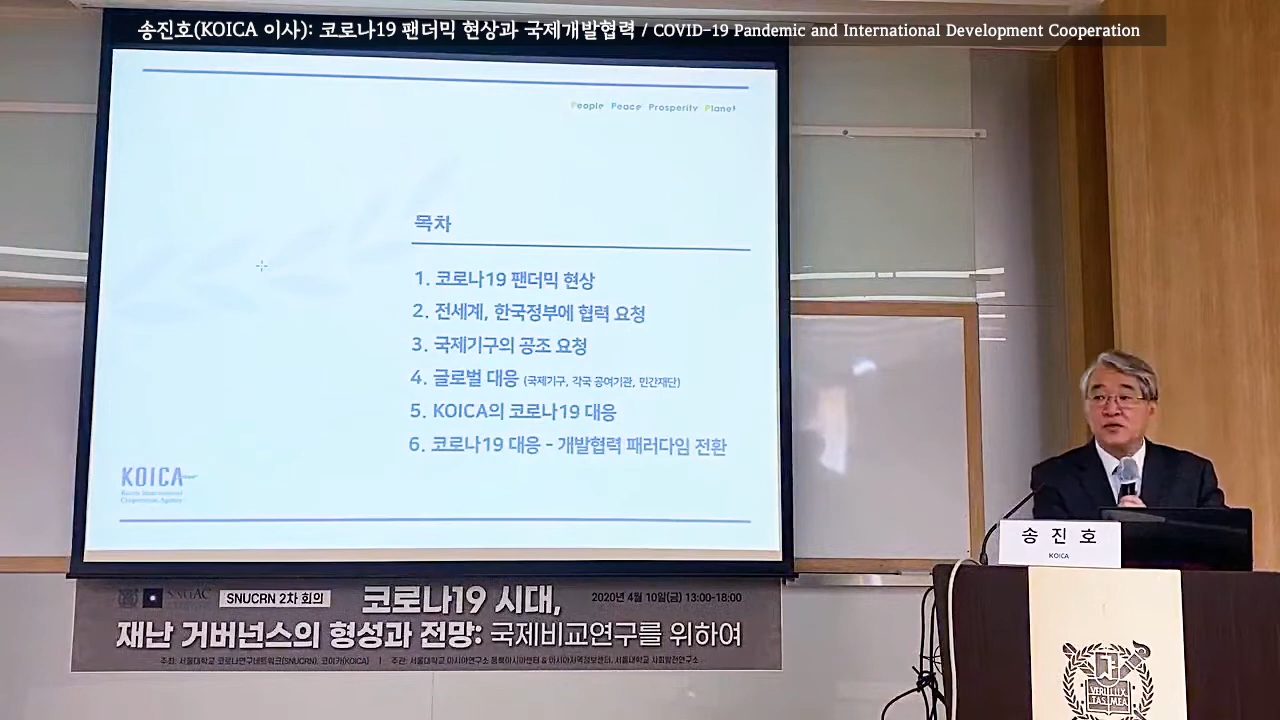 송진호(KOICA 이사): 코로나19 팬더믹 현상과 국제개발협력 / COVID-19 Pandemic and International Development Cooperation
People Peace Prosperity Planet
목차
1. 코로나19 팬더믹 현상
2. 전세계, 한국정부에 협력 요청
3. 국제기구의 공조 요청
4. 글로벌 대응 (국제기구, 각국 공여기관, 민간재단)
5. KOICA의 코로나19 대응
6. 코로나19 대응 - 개발협력 패러다임 전환
KOICA
Korea International
Cooperation Agency
송 진 호
KOICA
SNUAC
SNUCRN 2차 회의
코로나19 시대,
2020년 4월 10일(금) 13:00-18:00
재난 거버넌스의 형성과 전망: 국제비교연구를 위하여
주최: 서울대학교 코로나연구네트워크(SNUCRN), 코이카(KOICA) | 주관: 서울대학교 아시아연구소 동북아시아센터 & 아시아지역정보센터, 서울대학교 사회발전연구소
VERI LUX
TAS MEA